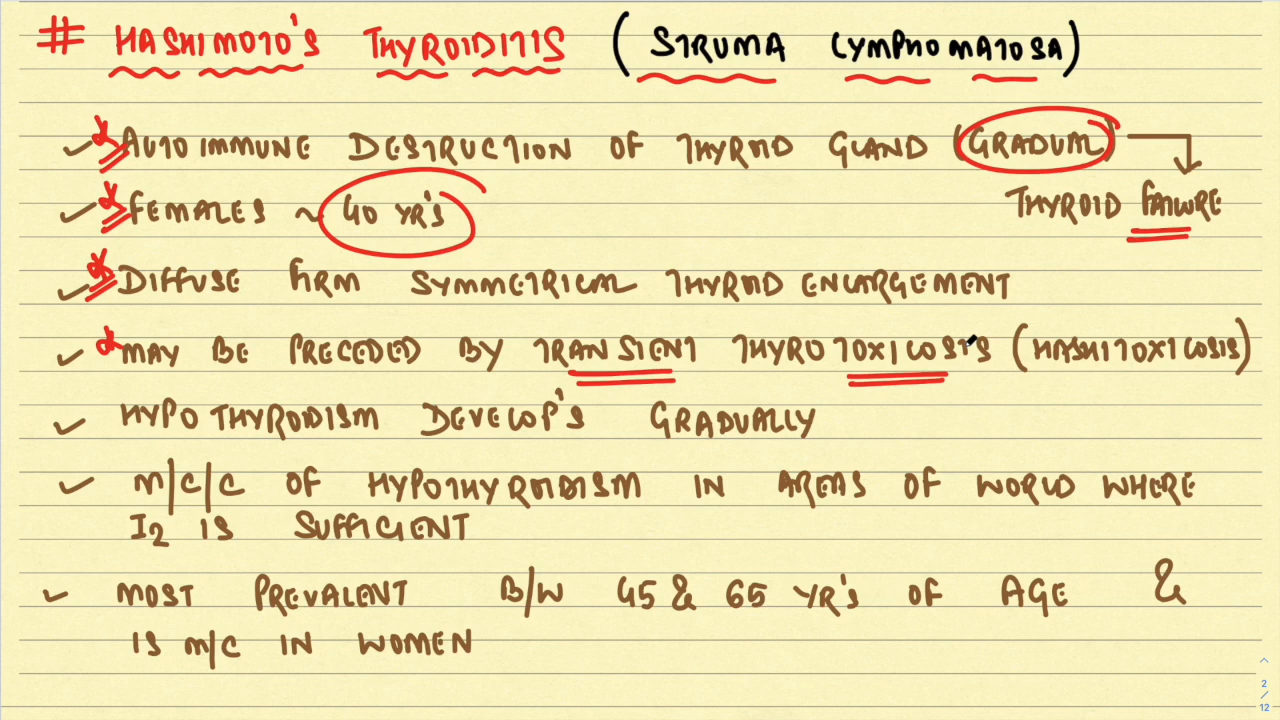 # HASHIMOTO'S THYROIDITIS (STRUMA LYMPHOMATOSA)
✓ * AUTOIMMUNE DESTRUCTION OF THYROID GLAND (GRADUAL)
THYROID FAILURE
✓ * FEMALES ~ 40 YR'S
✓ * DIFFUSE FIRM SYMMETRICAL THYROID ENLARGEMENT
✓ * MAY BE PRECEDED BY TRANSIENT THYROTOXICOSIS (HASHITOXICOSIS)
✓ HYPOTHYROIDISM DEVELOP'S GRADUALLY
✓ M/C/C OF HYPOTHYROIDISM IN AREAS OF WORLD WHERE
I2 IS SUFFICIENT
✓ MOST PREVALENT B/W 45 & 65 YR'S OF AGE &
IS M/C IN WOMEN
2
/
12